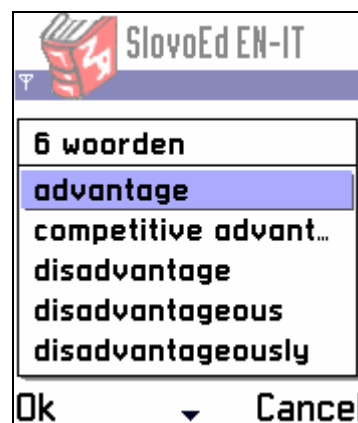 SlovoEd EN-IT
6 woorden
advantage
competitive advant…
disadvantage
disadvantageous
disadvantageously
Ok Cancel